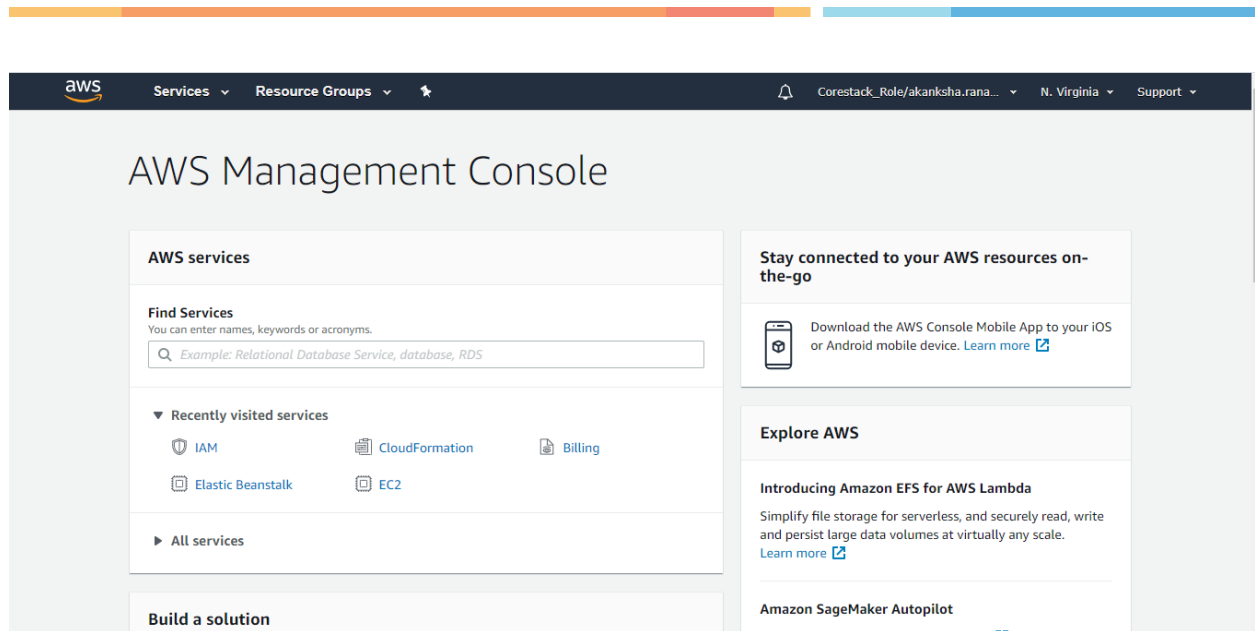 aws
Services
Resource Groups
Corestack_Role/akanksha.rana...
N. Virginia
Support
AWS Management Console
AWS services
Find Services
You can enter names, keywords or acronyms.
Example: Relational Database Service, database, RDS
Recently visited services
IAM
CloudFormation
Billing
Elastic Beanstalk
EC2
All services
Build a solution
Stay connected to your AWS resources on-
the-go
Download the AWS Console Mobile App to your iOS
or Android mobile device. Learn more
Explore AWS
Introducing Amazon EFS for AWS Lambda
Simplify file storage for serverless, and securely read, write
and persist large data volumes at virtually any scale.
Learn more
Amazon SageMaker Autopilot